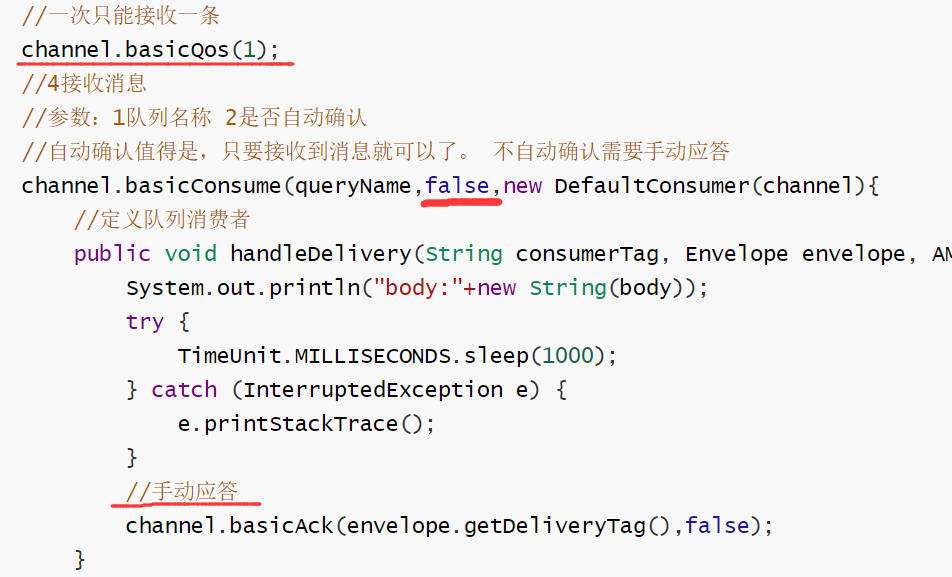 //一次只能接收一条
channel.basicQos(1);
//4接收消息
//参数：1队列名称 2是否自动确认
//自动确认值得是，只要接收到消息就可以了。 不自动确认需要手动应答
channel.basicConsume(queryName,false,new DefaultConsumer(channel){
//定义队列消费者
public void handleDelivery(String consumerTag, Envelope envelope, AM
System.out.println("body:"+new String(body));
try {
TimeUnit.MILLISECONDS.sleep(1000);
} catch (InterruptedException e) {
e.printStackTrace();
}
//手动应答
channel.basicAck(envelope.getDeliveryTag(),false);
}